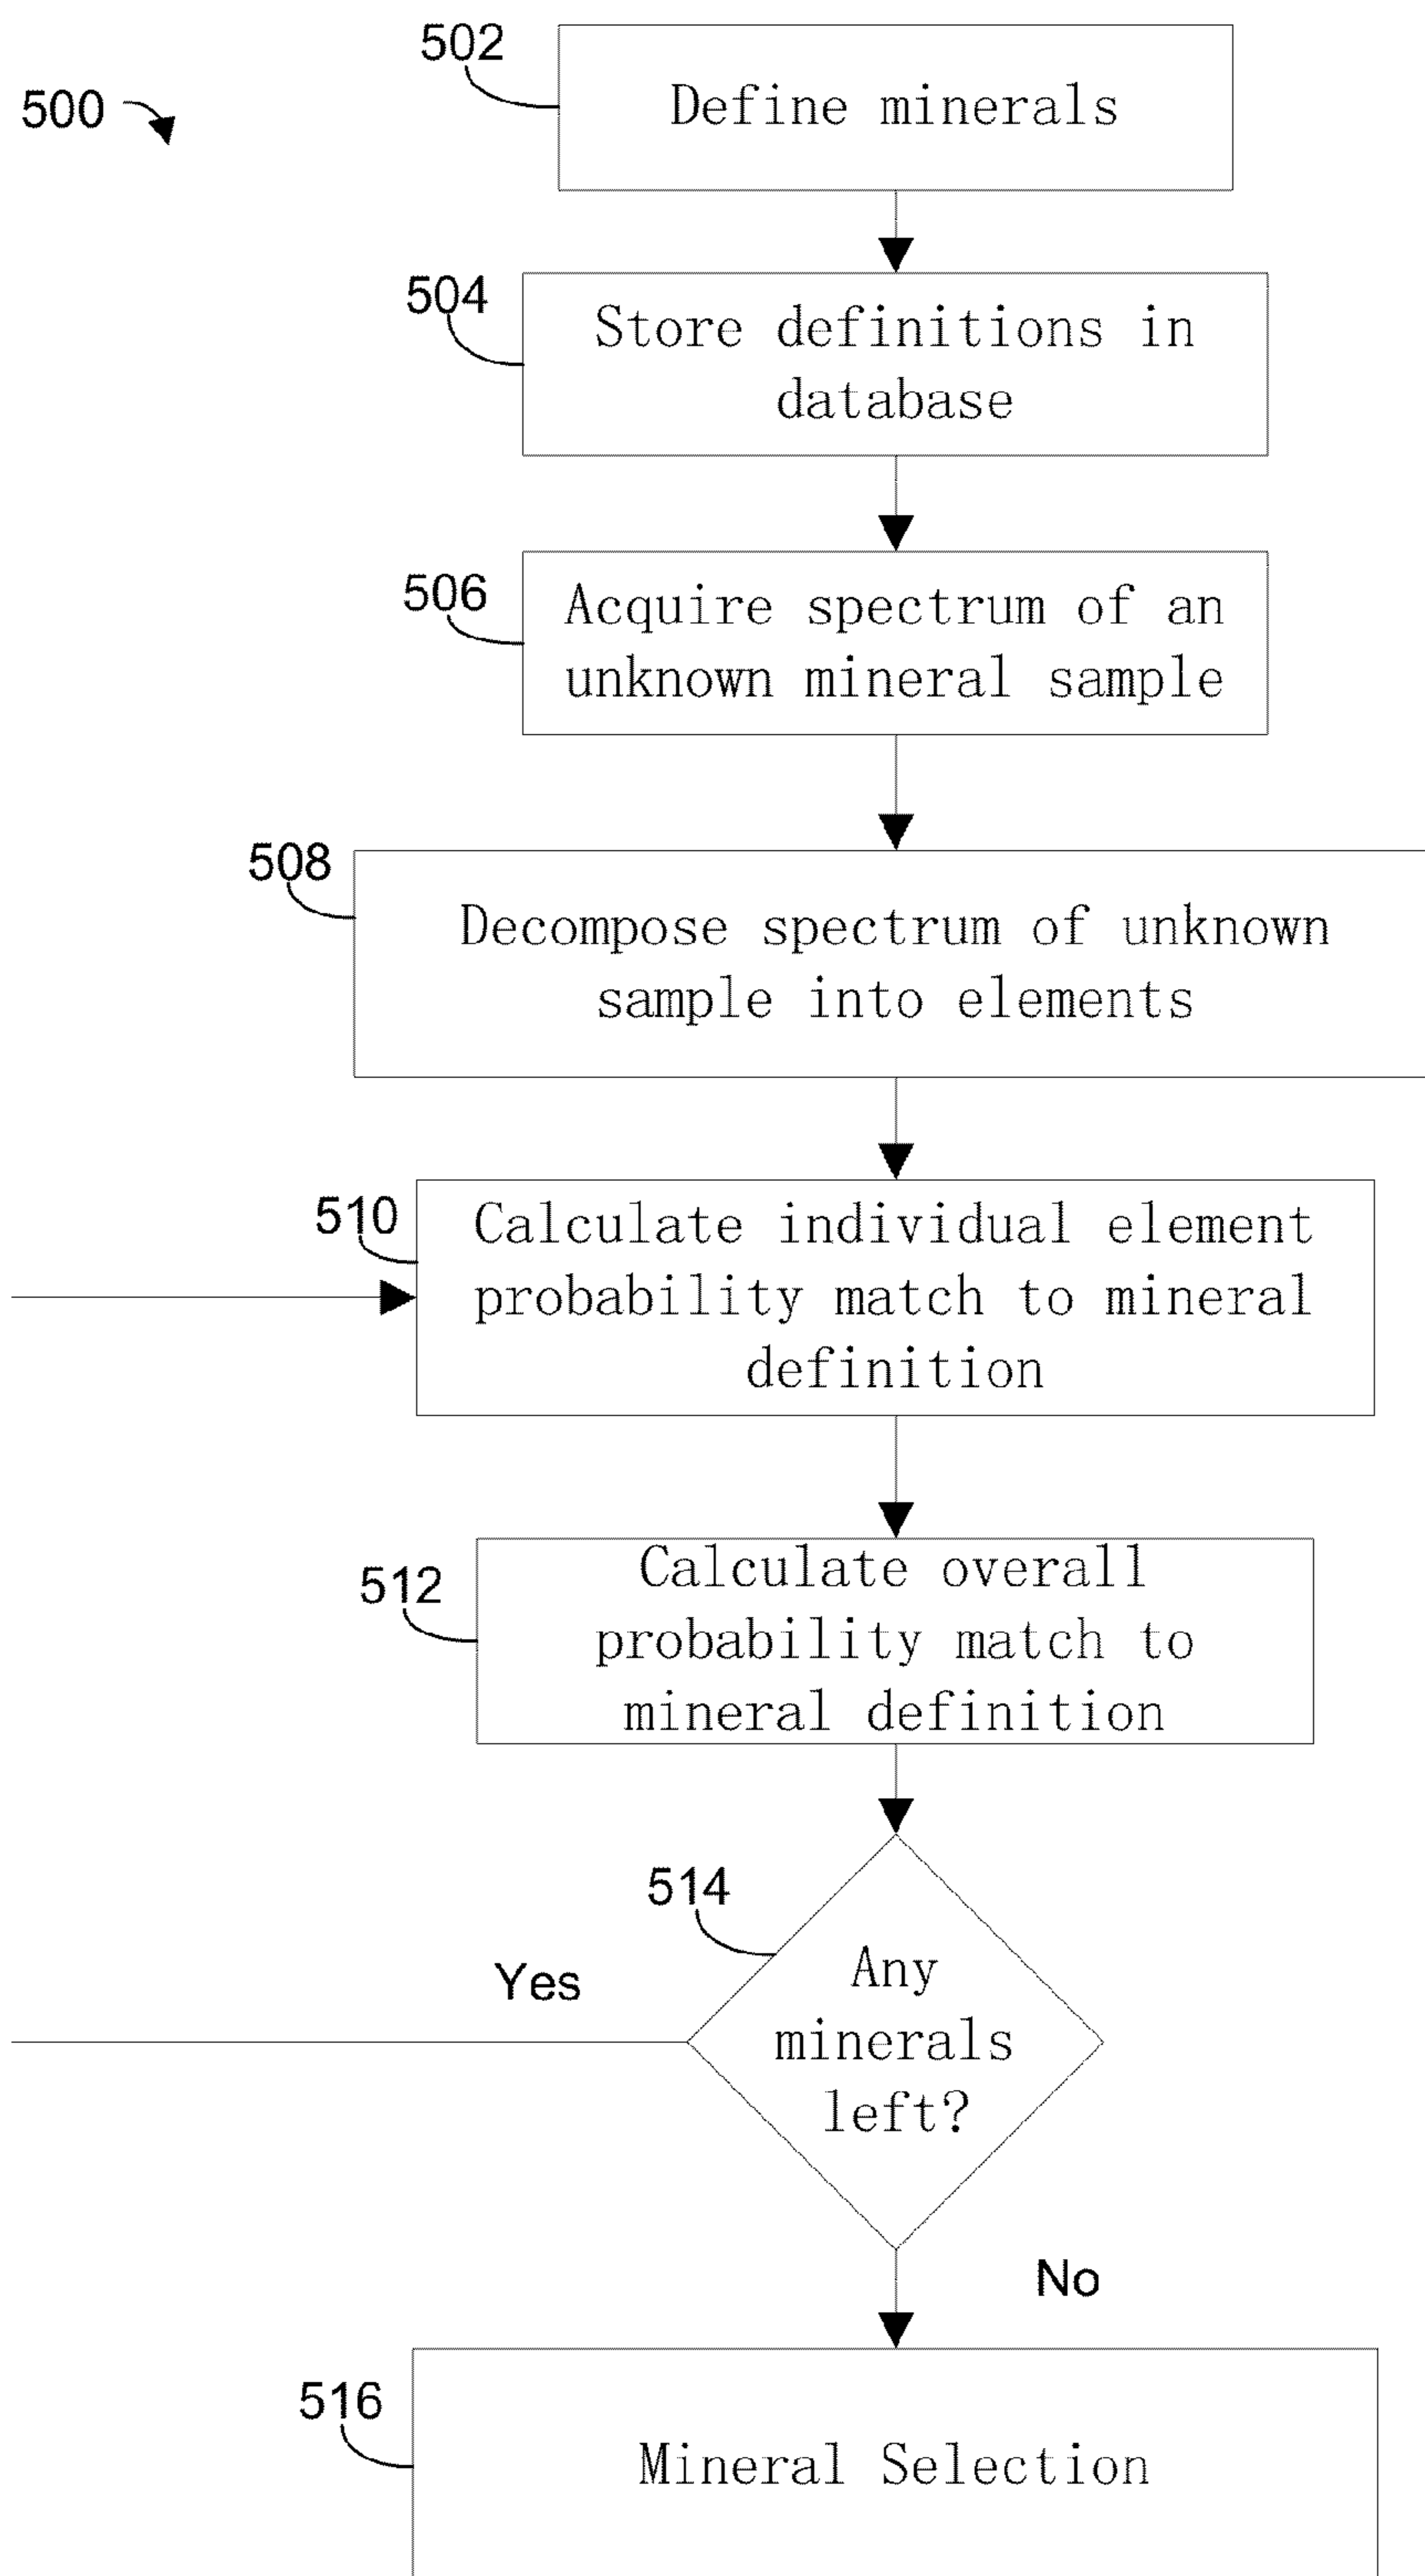 502
Define minerals
500
504
Store definitions in
database
506
Acquire spectrum of an
unknown mineral sample
508
Decompose spectrum of unknown
sample into elements
510
Calculate individual element
probability match to mineral
definition
512
Calculate overall
probability match to
mineral definition
514
Any
minerals
left?
Yes
No
516
Mineral Selection